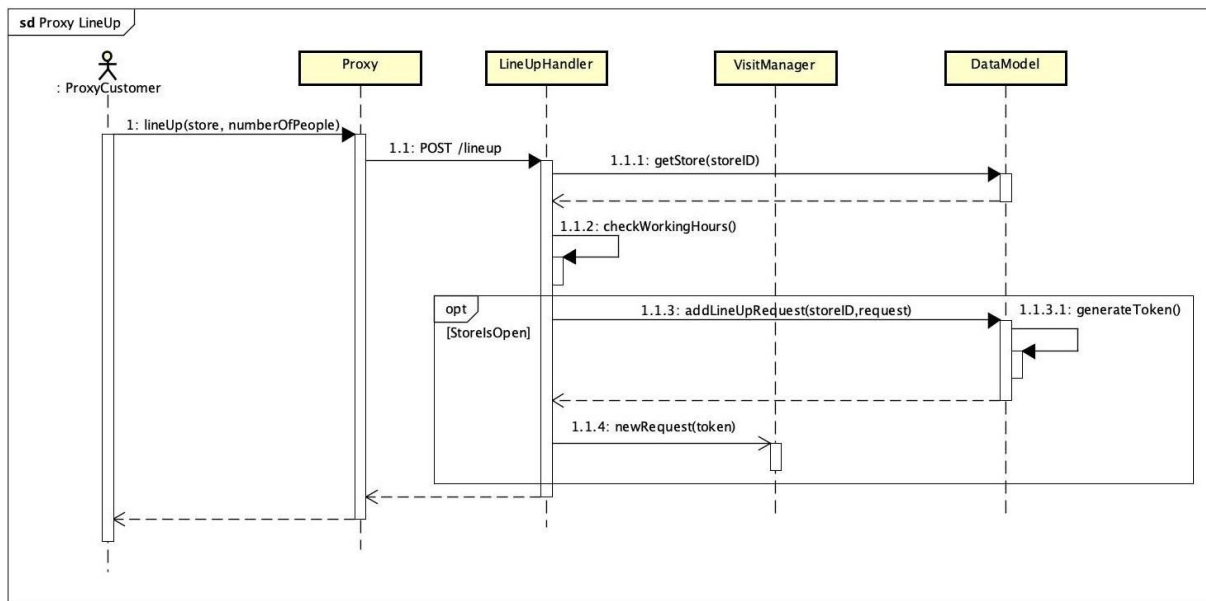 sd Proxy LineUp
: ProxyCustomer
Proxy
LineUpHandler
VisitManager
DataModel
1: lineUp(store, numberOfPeople)
1.1: POST /lineup
1.1.1: getStore(storeID)
1.1.2: checkWorkingHours()
opt
[StoreIsOpen]
1.1.3: addLineUpRequest(storeID,request)
1.1.3.1: generateToken()
1.1.4: newRequest(token)